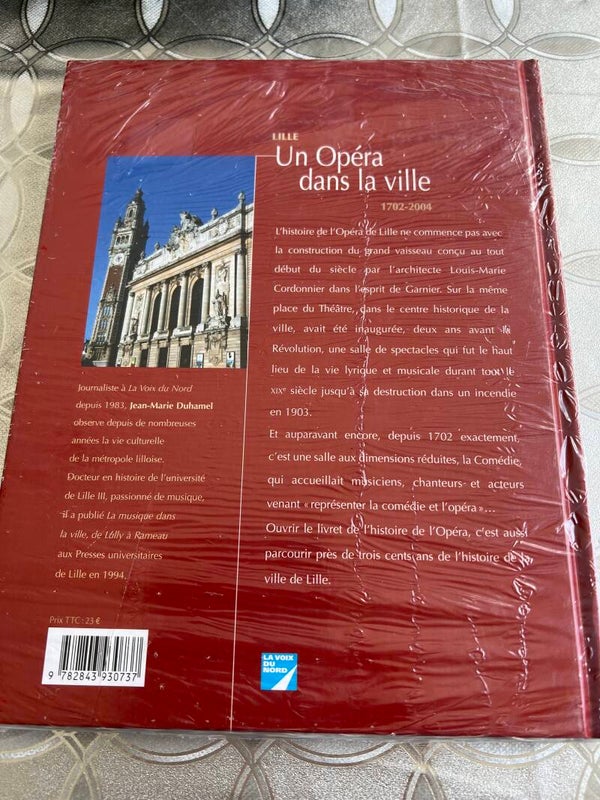 LILLE
Un Opéra
dans la ville
1702-2004
L'histoire de l'Opéra de Lille ne commence pas avec
la construction du grand vaisseau conçu au tout
début du siècle par l'architecte Louis-Marie
Cordonnier dans l'esprit de Garnier. Sur la même
place du Théâtre, dans le centre historique de la
ville, avait été inaugurée, deux ans avant la
Révolution, une salle de spectacles qui fut le haut
lieu de la vie lyrique et musicale durant tout le
XIXe siècle jusqu'à sa destruction dans un incendie
en 1903.
Et auparavant encore, depuis 1702 exactement,
c'est une salle aux dimensions réduites, la Comédie,
qui accueillait musiciens, chanteurs et acteurs
venant « représenter la comédie et l'opéra »…
Ouvrir le livret de l'histoire de l'Opéra, c'est aussi
parcourir près de trois cents ans de l'histoire de la
ville de Lille.
Journaliste à La Voix du Nord
depuis 1983, Jean-Marie Duhamel
observe depuis de nombreuses
années la vie culturelle
de la métropole lilloise.
Docteur en histoire de l'université
de Lille III, passionné de musique,
il a publié La musique dans
la ville, de Lully à Rameau
aux Presses universitaires
de Lille en 1994.
Prix TTC : 23 €
9 782843 930737
LA VOIX
DU
NORD